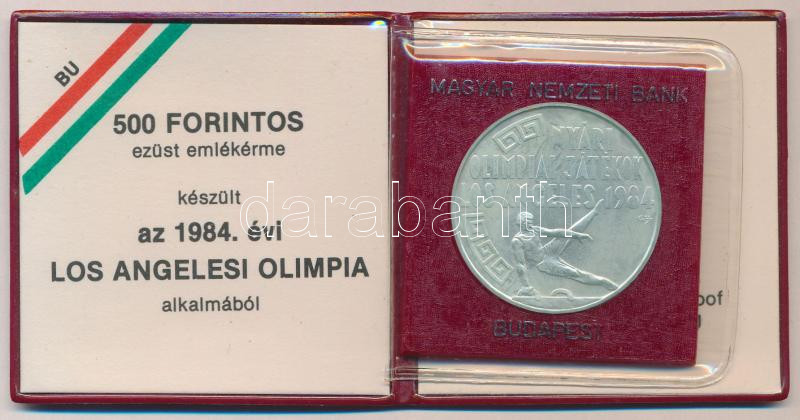 BU
500 FORINTOS
ezüst emlékérme
készült
az 1984. évi
LOS ANGELESI OLIMPIA
alkalmából
MAGYAR NEMZETI BANK
NYÁRI
OLIMPIAI JÁTÉKOK
LOS ANGELES 1984
BUDAPEST
darabanth.com